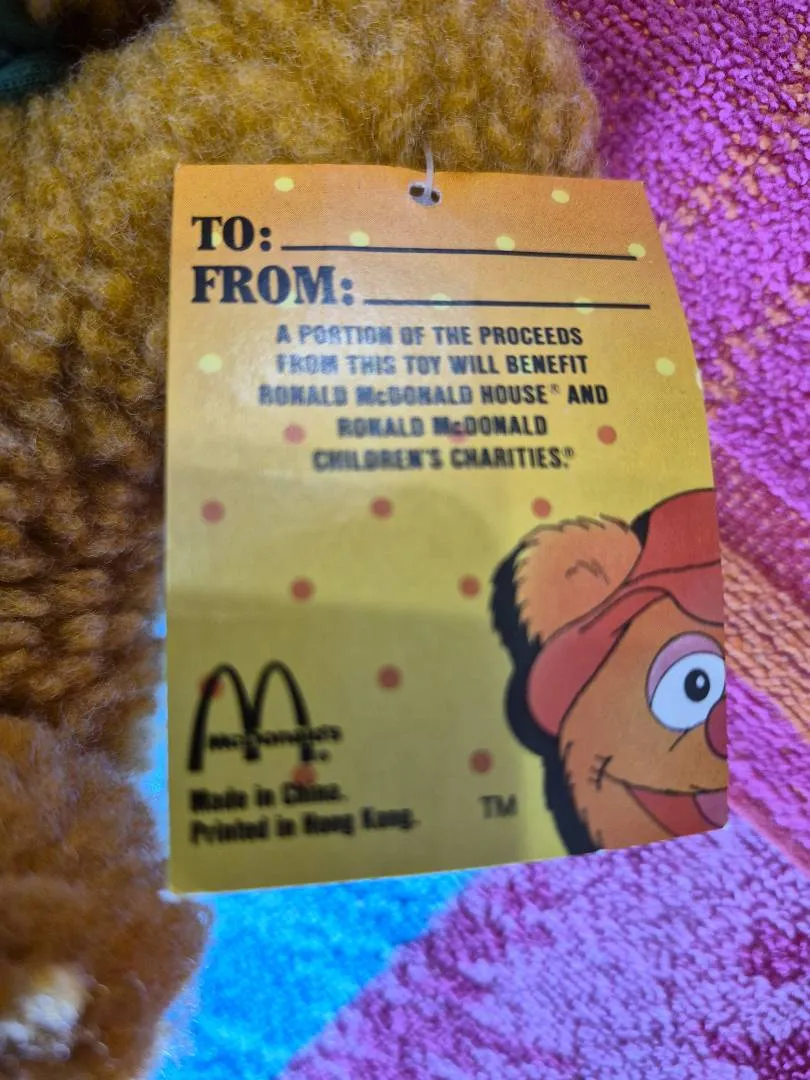 TO:
FROM:
A PORTION OF THE PROCEEDS
FROM THIS TOY WILL BENEFIT
RONALD McDONALD HOUSE® AND
RONALD McDONALD
CHILDREN'S CHARITIES.®
McDonald's
Made in China.
Printed in Hong Kong.
TM